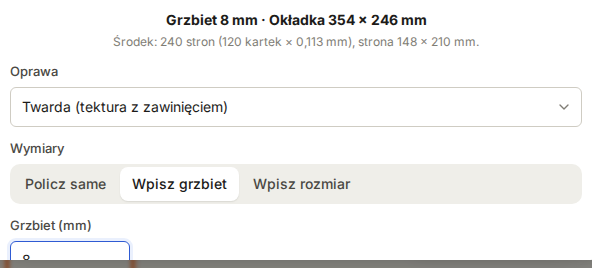 Grzbiet 8 mm · Okładka 354 × 246 mm
Środek: 240 stron (120 kartek × 0,113 mm), strona 148 × 210 mm.
Oprawa
Twarda (tektura z zawinięciem)
Wymiary
Policz same
Wpisz grzbiet
Wpisz rozmiar
Grzbiet (mm)
8